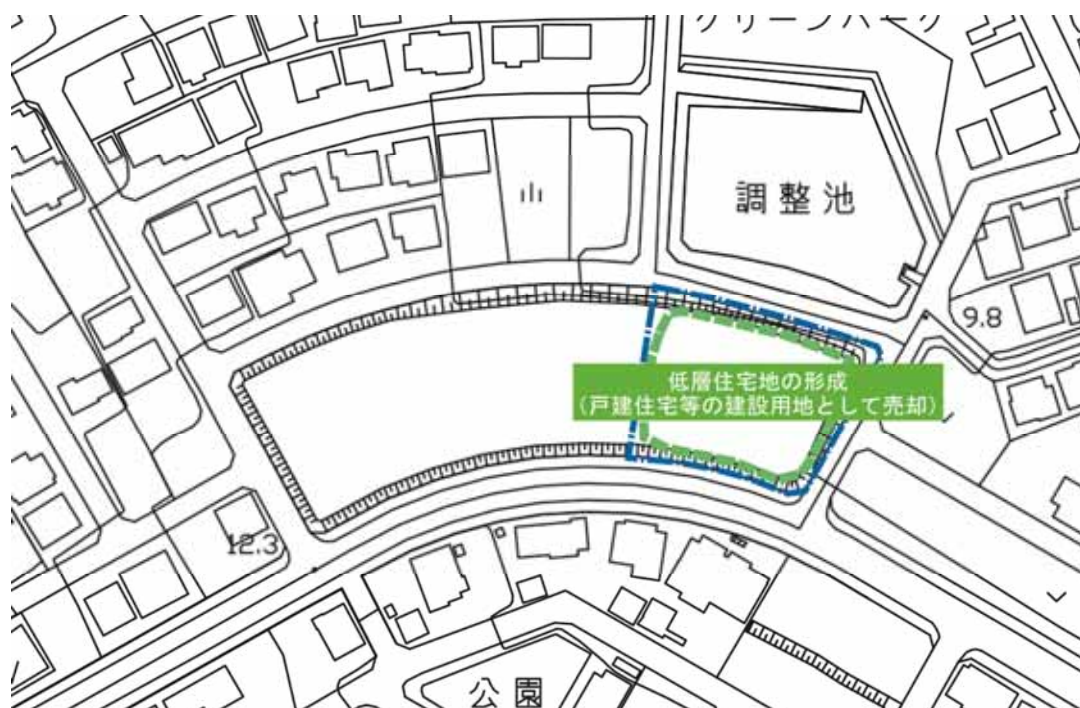 グリーンパーク
調整池
9.8
低層住宅地の形成
(戸建住宅等の建設用地として売却)
12.3
公園